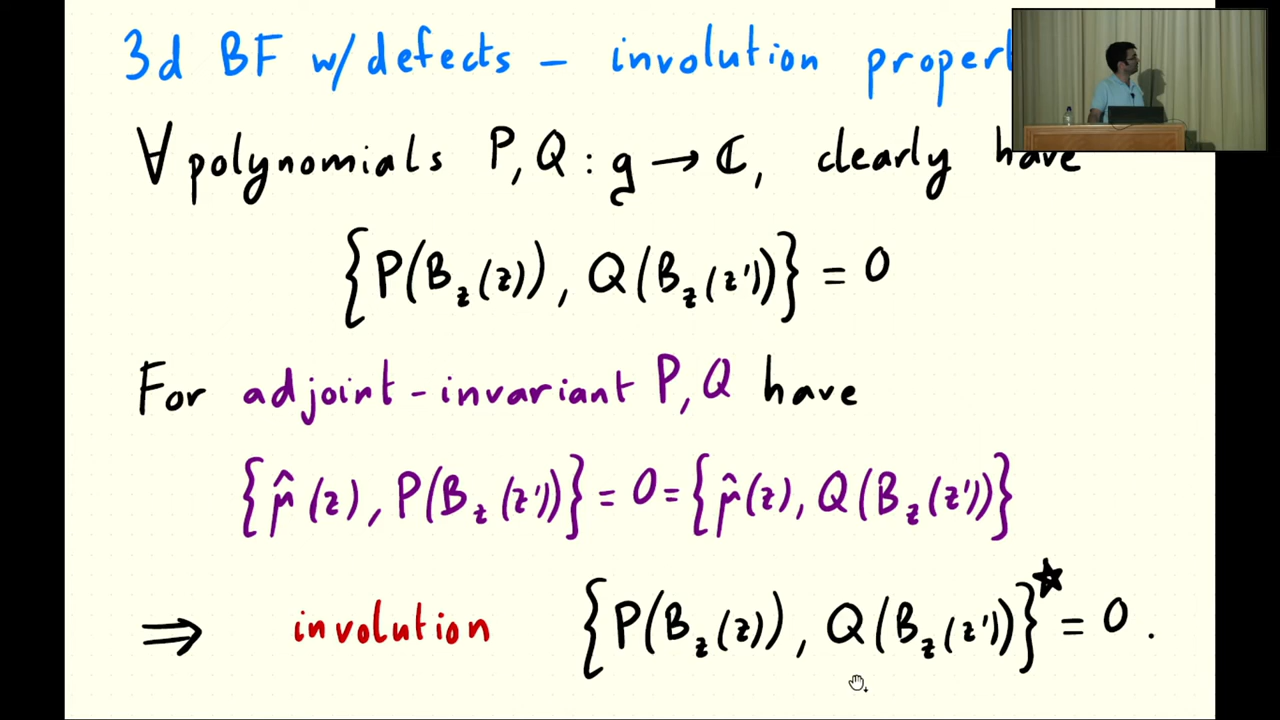 3d BF w/defects - involution propert
∀ polynomials P, Q : g → ℂ, clearly have
{P(B_z(z)), Q(B_z(z'))} = 0
For adjoint-invariant P, Q have
{μ̂(z), P(B_z(z'))} = 0 = {μ̂(z), Q(B_z(z'))}
⇒ involution {P(B_z(z)), Q(B_z(z'))}^★ = 0.